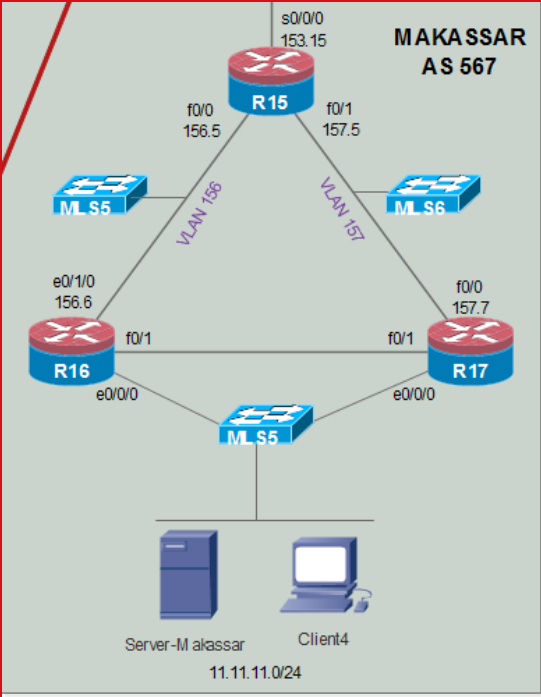 s0/0/0
153.15
MAKASSAR
AS 567
R15
f0/0
156.5
f0/1
157.5
MLS5
VLAN 156
VLAN 157
MLS6
e0/1/0
156.6
f0/0
157.7
f0/1
f0/1
R16
R17
e0/0/0
e0/0/0
MLS5
Server-Makassar
Client4
11.11.11.0/24